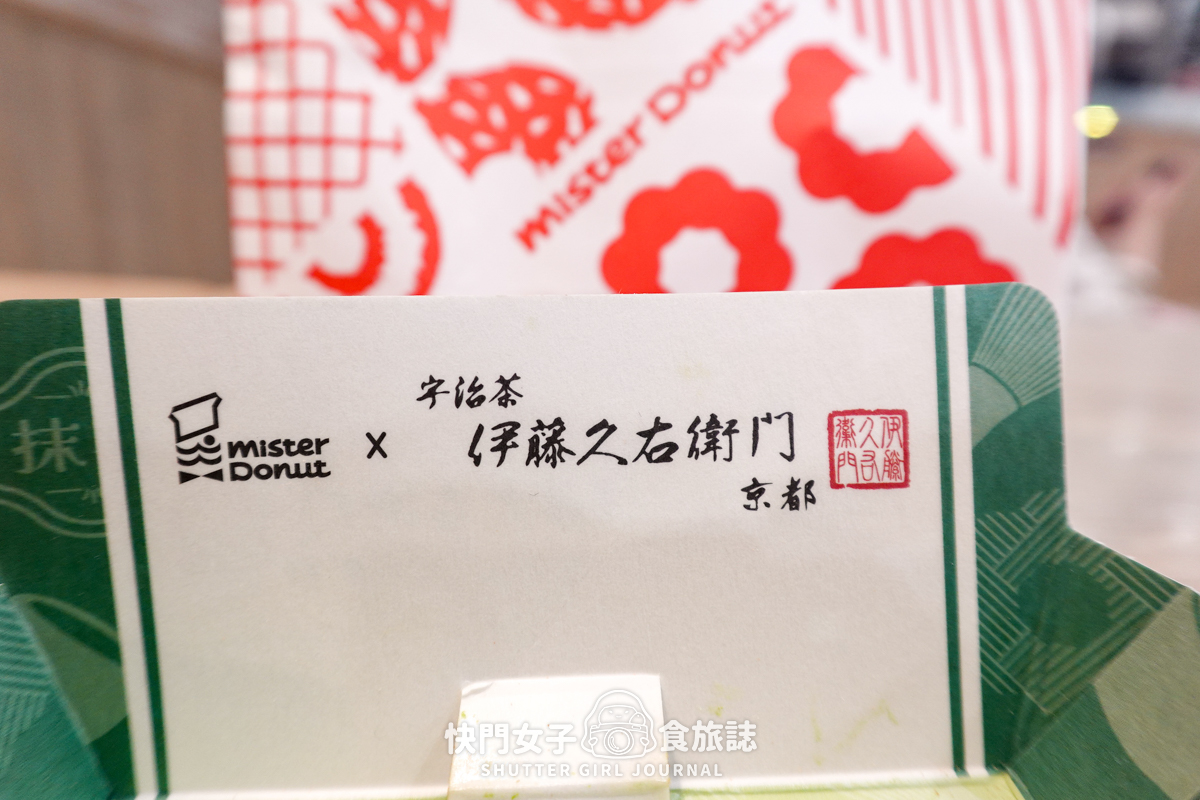 mister Donut
抹
mister
Donut
x
宇治茶
伊藤久右衛門
京都
伊藤
久右
衛門
快門女子 食旅誌
SHUTTER GIRL JOURNAL